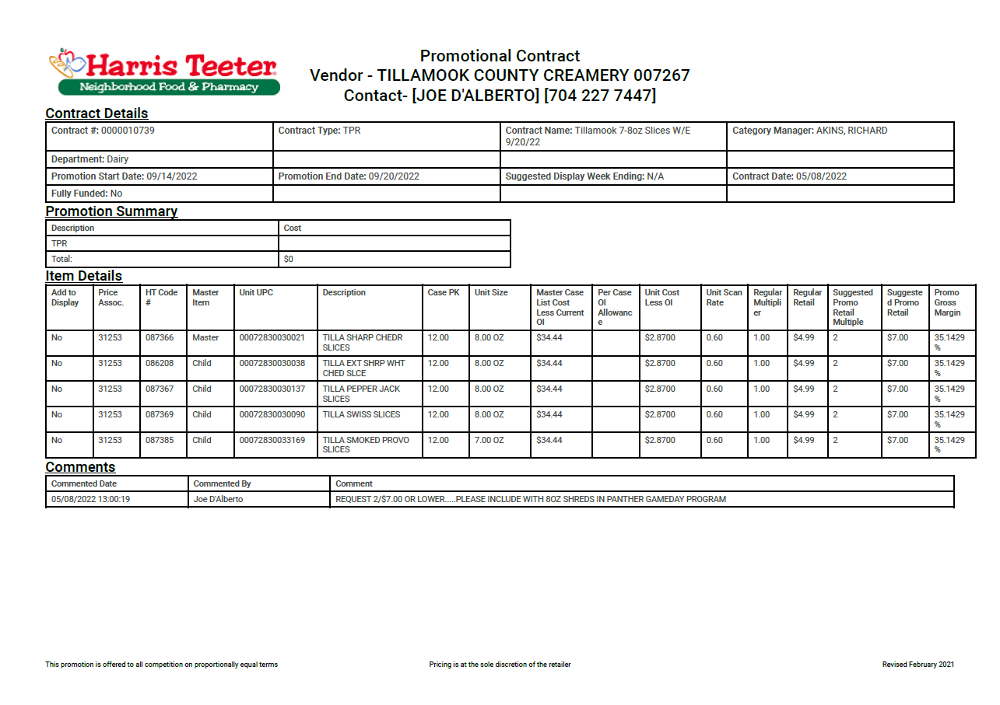 Harris Teeter
Neighborhood Food & Pharmacy
Promotional Contract
Vendor - TILLAMOOK COUNTY CREAMERY 007267
Contact- [JOE D'ALBERTO] [704 227 7447]
Contract Details
Contract #: 0000010739 Contract Type: TPR Contract Name: Tillamook 7-8oz Slices W/E 9/20/22 Category Manager: AKINS, RICHARD
Department: Dairy
Promotion Start Date: 09/14/2022 Promotion End Date: 09/20/2022 Suggested Display Week Ending: N/A Contract Date: 05/08/2022
Fully Funded: No
Promotion Summary
Description Cost
TPR
Total: $0
Item Details
Add to Display Price Assoc. HT Code # Master Item Unit UPC Description Case PK Unit Size Master Case List Cost Less Current OI Per Case OI Allowance Unit Cost Less OI Unit Scan Rate Regular Multiplier Regular Retail Suggested Promo Retail Multiple Suggested Promo Retail Promo Gross Margin
No 31253 087366 Master 00072830030021 TILLA SHARP CHEDR SLICES 12.00 8.00 OZ $34.44 $2.8700 0.60 1.00 $4.99 2 $7.00 35.1429 %
No 31253 086208 Child 00072830030038 TILLA EXT SHRP WHT CHED SLCE 12.00 8.00 OZ $34.44 $2.8700 0.60 1.00 $4.99 2 $7.00 35.1429 %
No 31253 087367 Child 00072830030137 TILLA PEPPER JACK SLICES 12.00 8.00 OZ $34.44 $2.8700 0.60 1.00 $4.99 2 $7.00 35.1429 %
No 31253 087369 Child 00072830030090 TILLA SWISS SLICES 12.00 8.00 OZ $34.44 $2.8700 0.60 1.00 $4.99 2 $7.00 35.1429 %
No 31253 087385 Child 00072830033169 TILLA SMOKED PROVO SLICES 12.00 7.00 OZ $34.44 $2.8700 0.60 1.00 $4.99 2 $7.00 35.1429 %
Comments
Commented Date Commented By Comment
05/08/2022 13:00:19 Joe D'Alberto REQUEST 2/$7.00 OR LOWER.....PLEASE INCLUDE WITH 8OZ SHREDS IN PANTHER GAMEDAY PROGRAM
This promotion is offered to all competition on proportionally equal terms Pricing is at the sole discretion of the retailer Revised February 2021